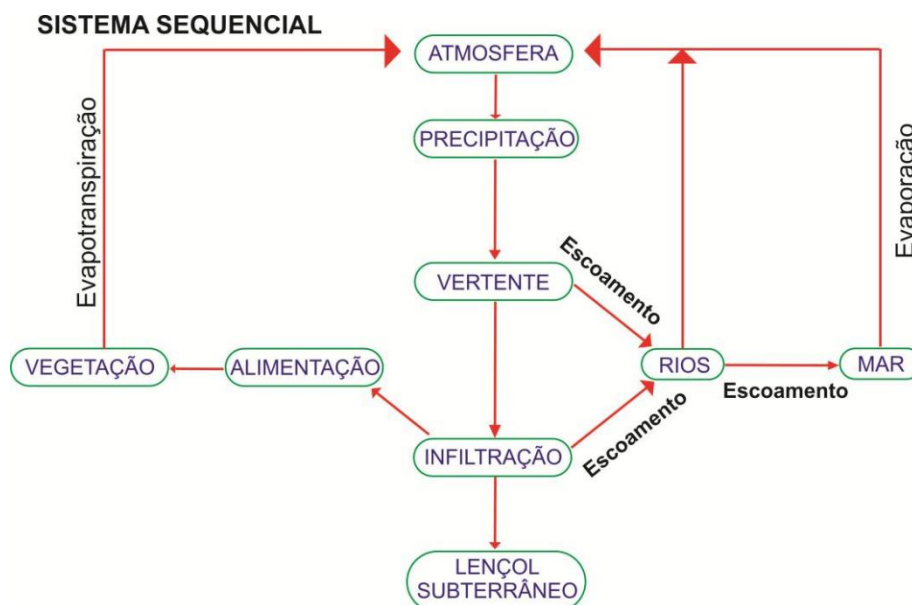 SISTEMA SEQUENCIAL
ATMOSFERA
PRECIPITAÇÃO
Evapotranspiração
Evaporação
Escoamento
VERTENTE
VEGETAÇÃO
ALIMENTAÇÃO
RIOS
MAR
Escoamento
Escoamento
INFILTRAÇÃO
LENÇOL
SUBTERRÂNEO